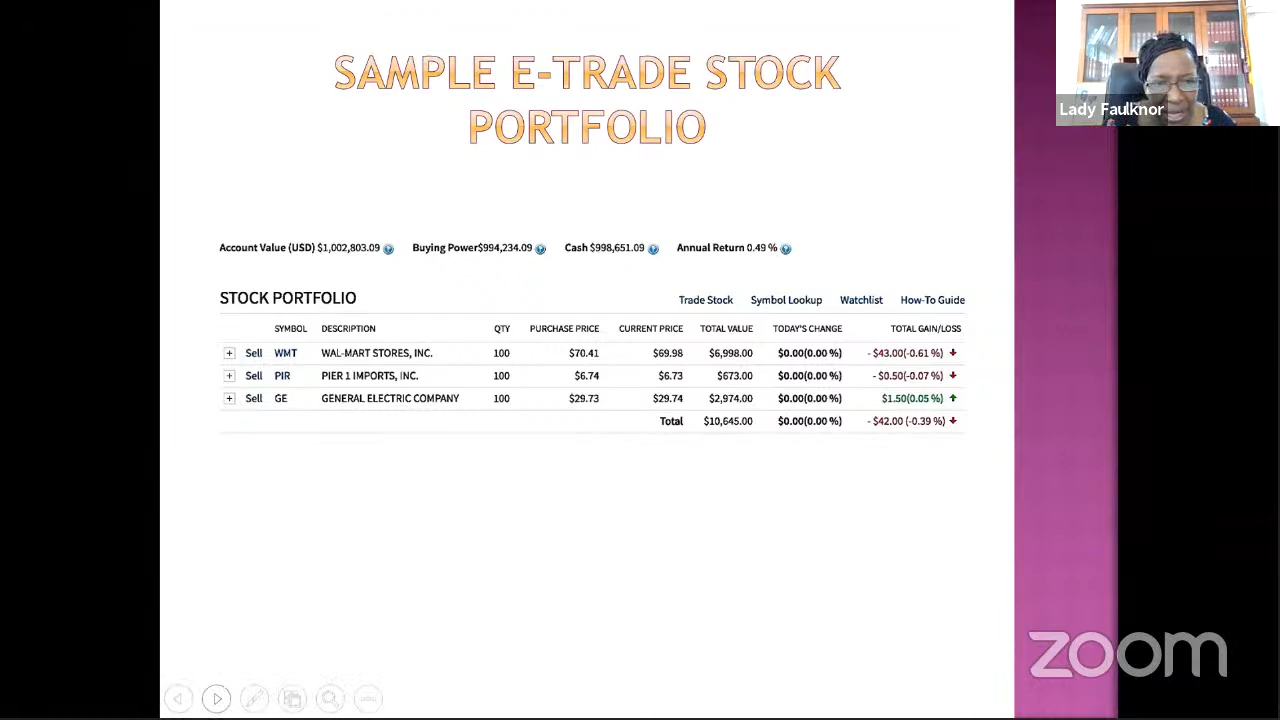 SAMPLE E-TRADE STOCK
PORTFOLIO
Lady Faulknor
Account Value (USD) $1,002,803.09 Buying Power$994,234.09 Cash $998,651.09 Annual Return 0.49 %
STOCK PORTFOLIO
Trade Stock Symbol Lookup Watchlist How-To Guide
SYMBOL DESCRIPTION QTY PURCHASE PRICE CURRENT PRICE TOTAL VALUE TODAY'S CHANGE TOTAL GAIN/LOSS
+ Sell WMT WAL-MART STORES, INC. 100 $70.41 $69.98 $6,998.00 $0.00(0.00 %) - $43.00(-0.61 %)
+ Sell PIR PIER 1 IMPORTS, INC. 100 $6.74 $6.73 $673.00 $0.00(0.00 %) - $0.50(-0.07 %)
+ Sell GE GENERAL ELECTRIC COMPANY 100 $29.73 $29.74 $2,974.00 $0.00(0.00 %) $1.50(0.05 %)
Total $10,645.00 $0.00(0.00 %) - $42.00 (-0.39 %)
zoom